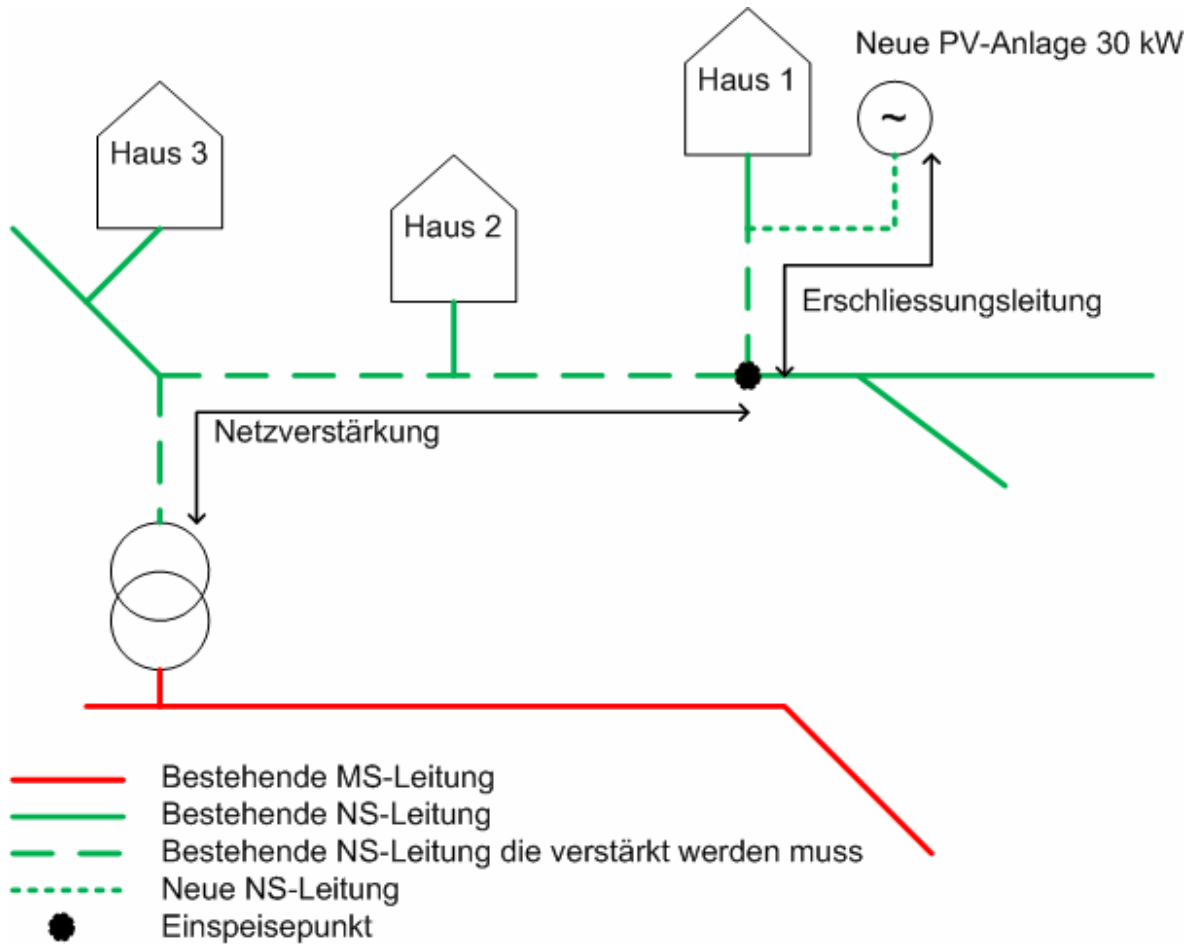 Neue PV-Anlage 30 kW
Haus 1
~
Haus 3
Haus 2
Erschliessungsleitung
Netzverstärkung
Bestehende MS-Leitung
Bestehende NS-Leitung
Bestehende NS-Leitung die verstärkt werden muss
Neue NS-Leitung
Einspeisepunkt